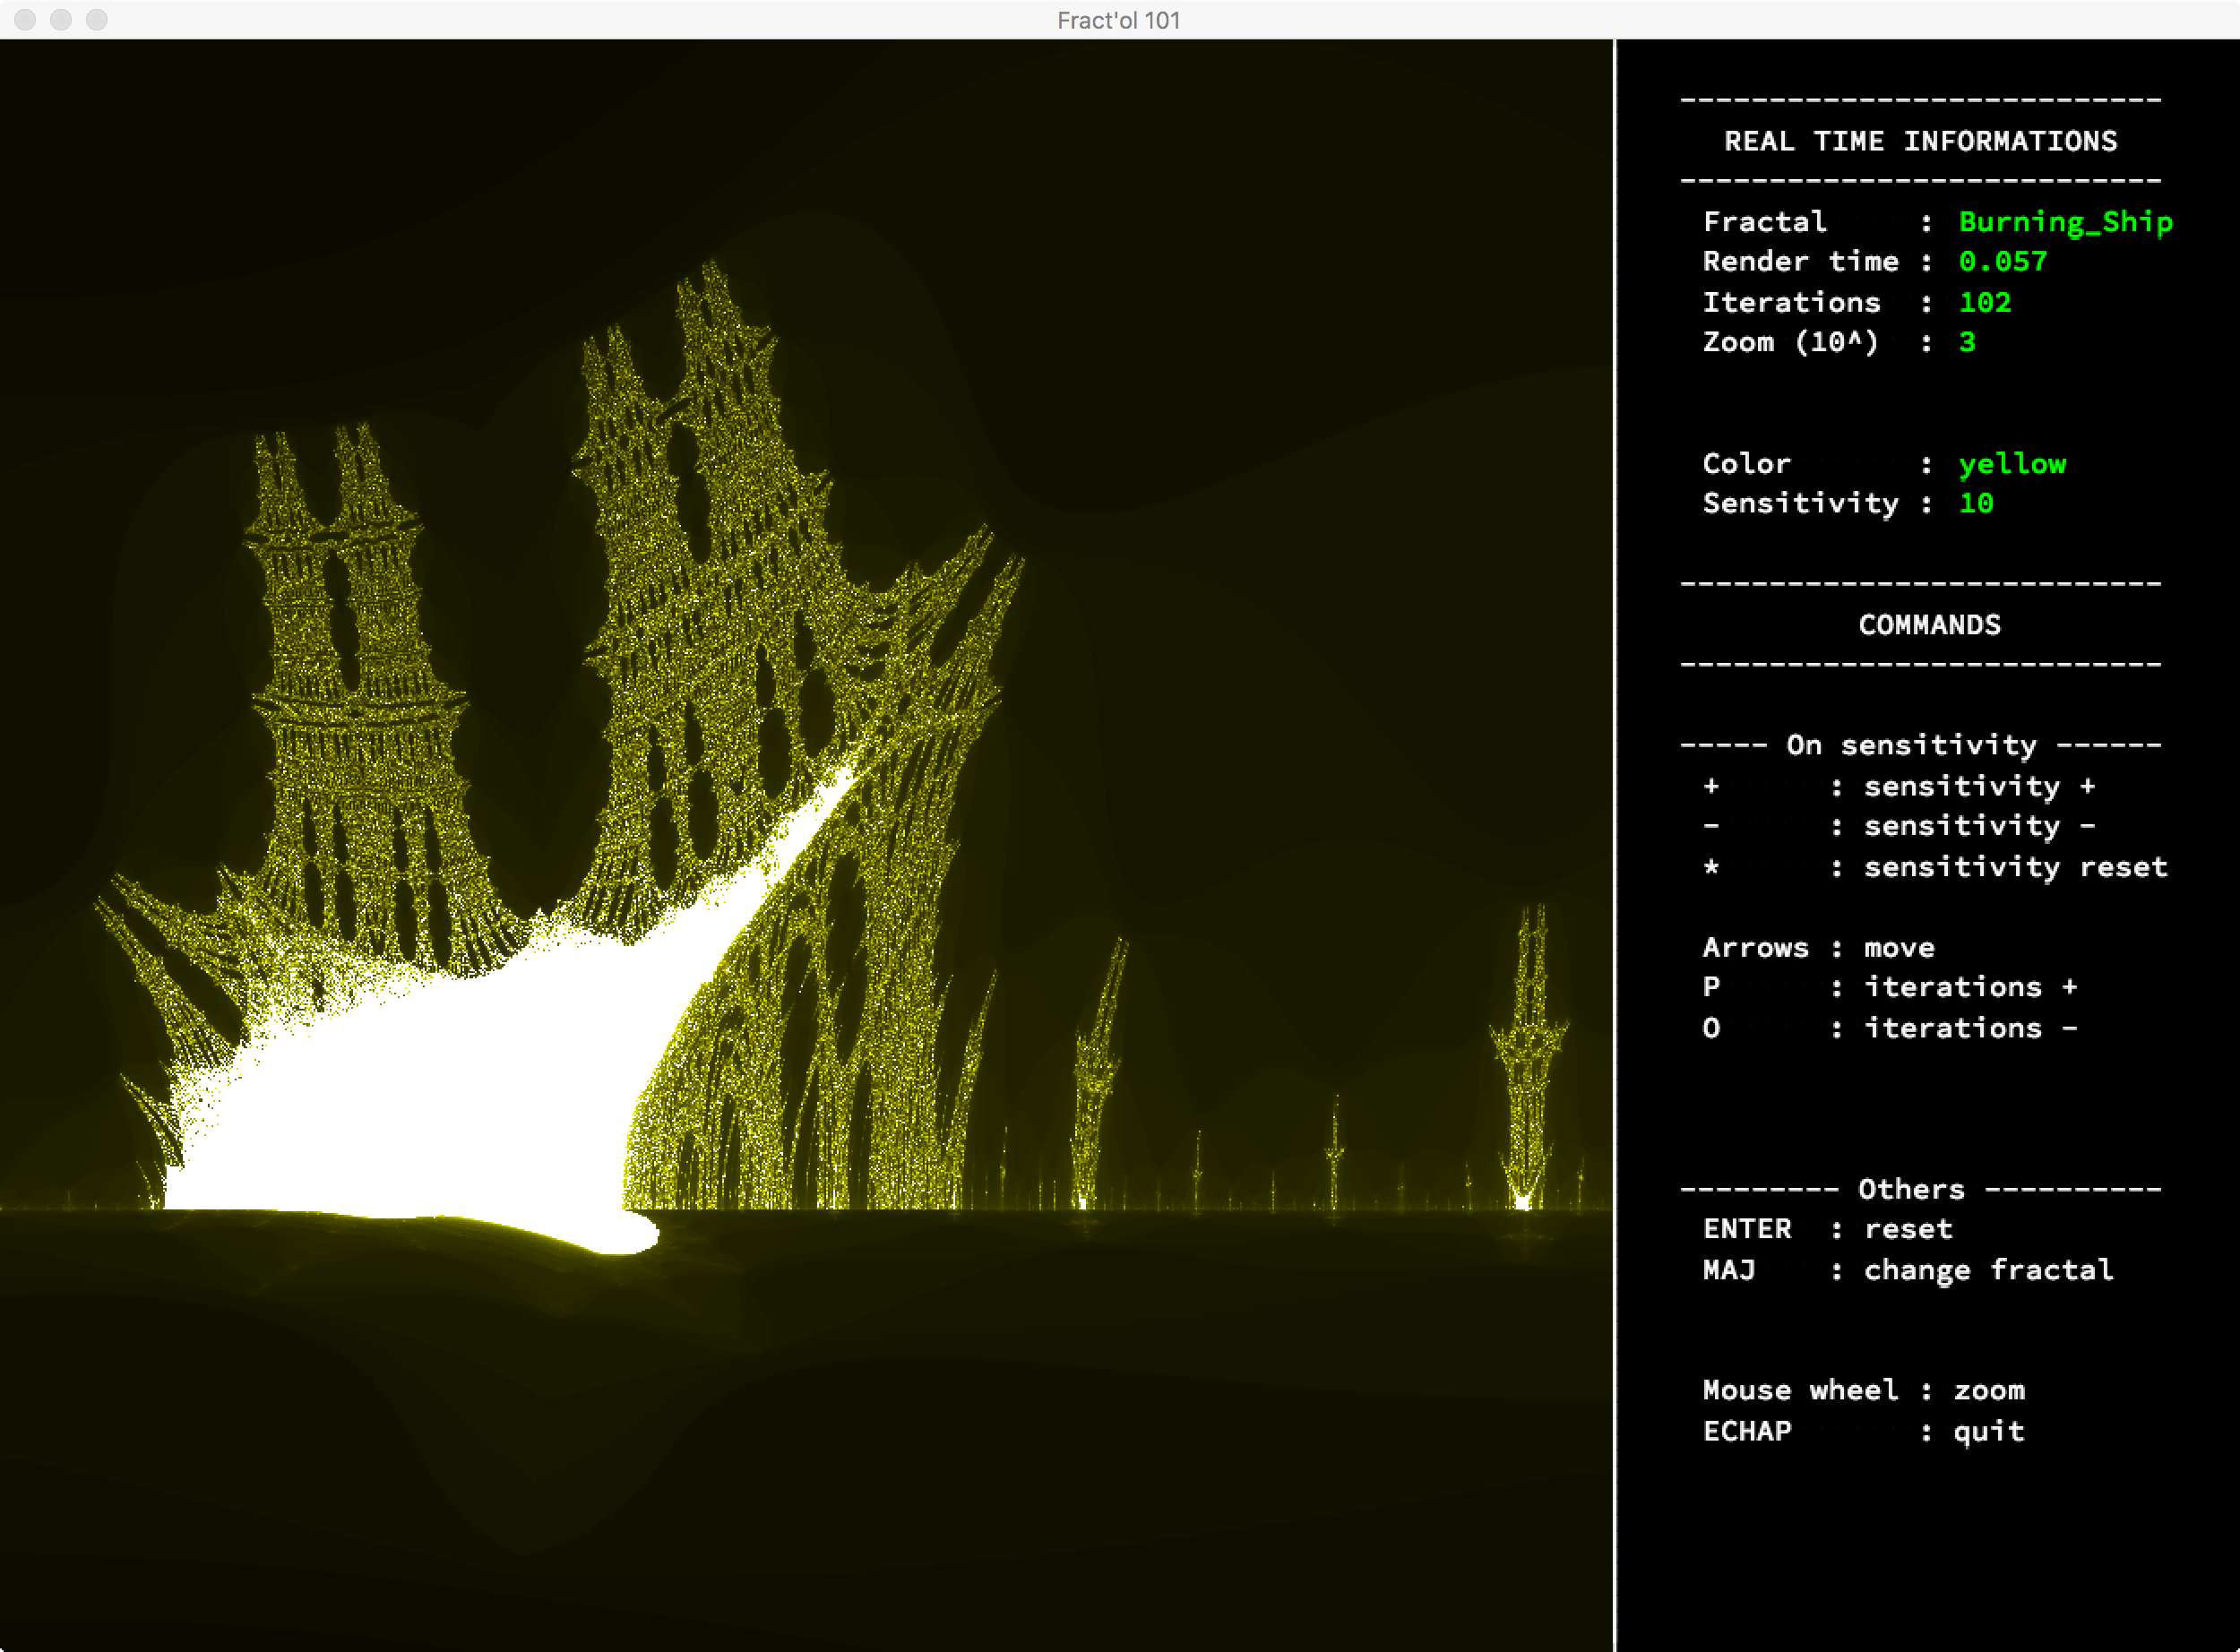 Fract'ol 101
---------------------------
REAL TIME INFORMATIONS
---------------------------
Fractal : Burning_Ship
Render time : 0.057
Iterations : 102
Zoom (10^) : 3
Color : yellow
Sensitivity : 10
---------------------------
COMMANDS
---------------------------
----- On sensitivity ------
+ : sensitivity +
- : sensitivity -
* : sensitivity reset
Arrows : move
P : iterations +
O : iterations -
--------- Others ----------
ENTER : reset
MAJ : change fractal
Mouse wheel : zoom
ECHAP : quit